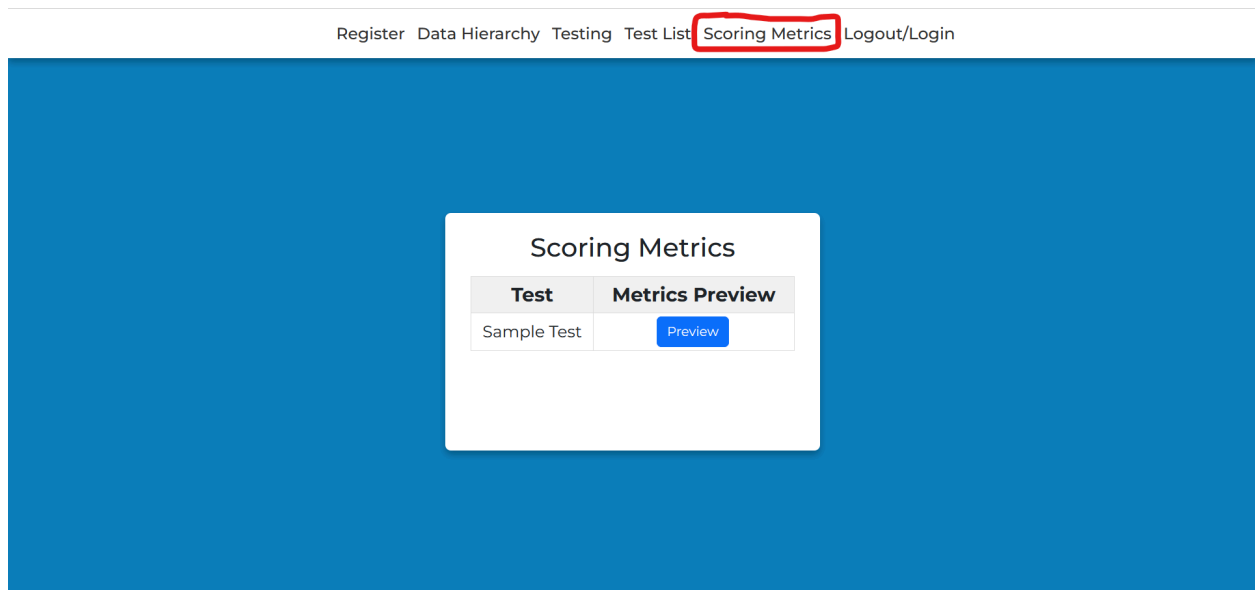 Register Data Hierarchy Testing Test List Scoring Metrics Logout/Login
Scoring Metrics
Test Metrics Preview
Sample Test Preview